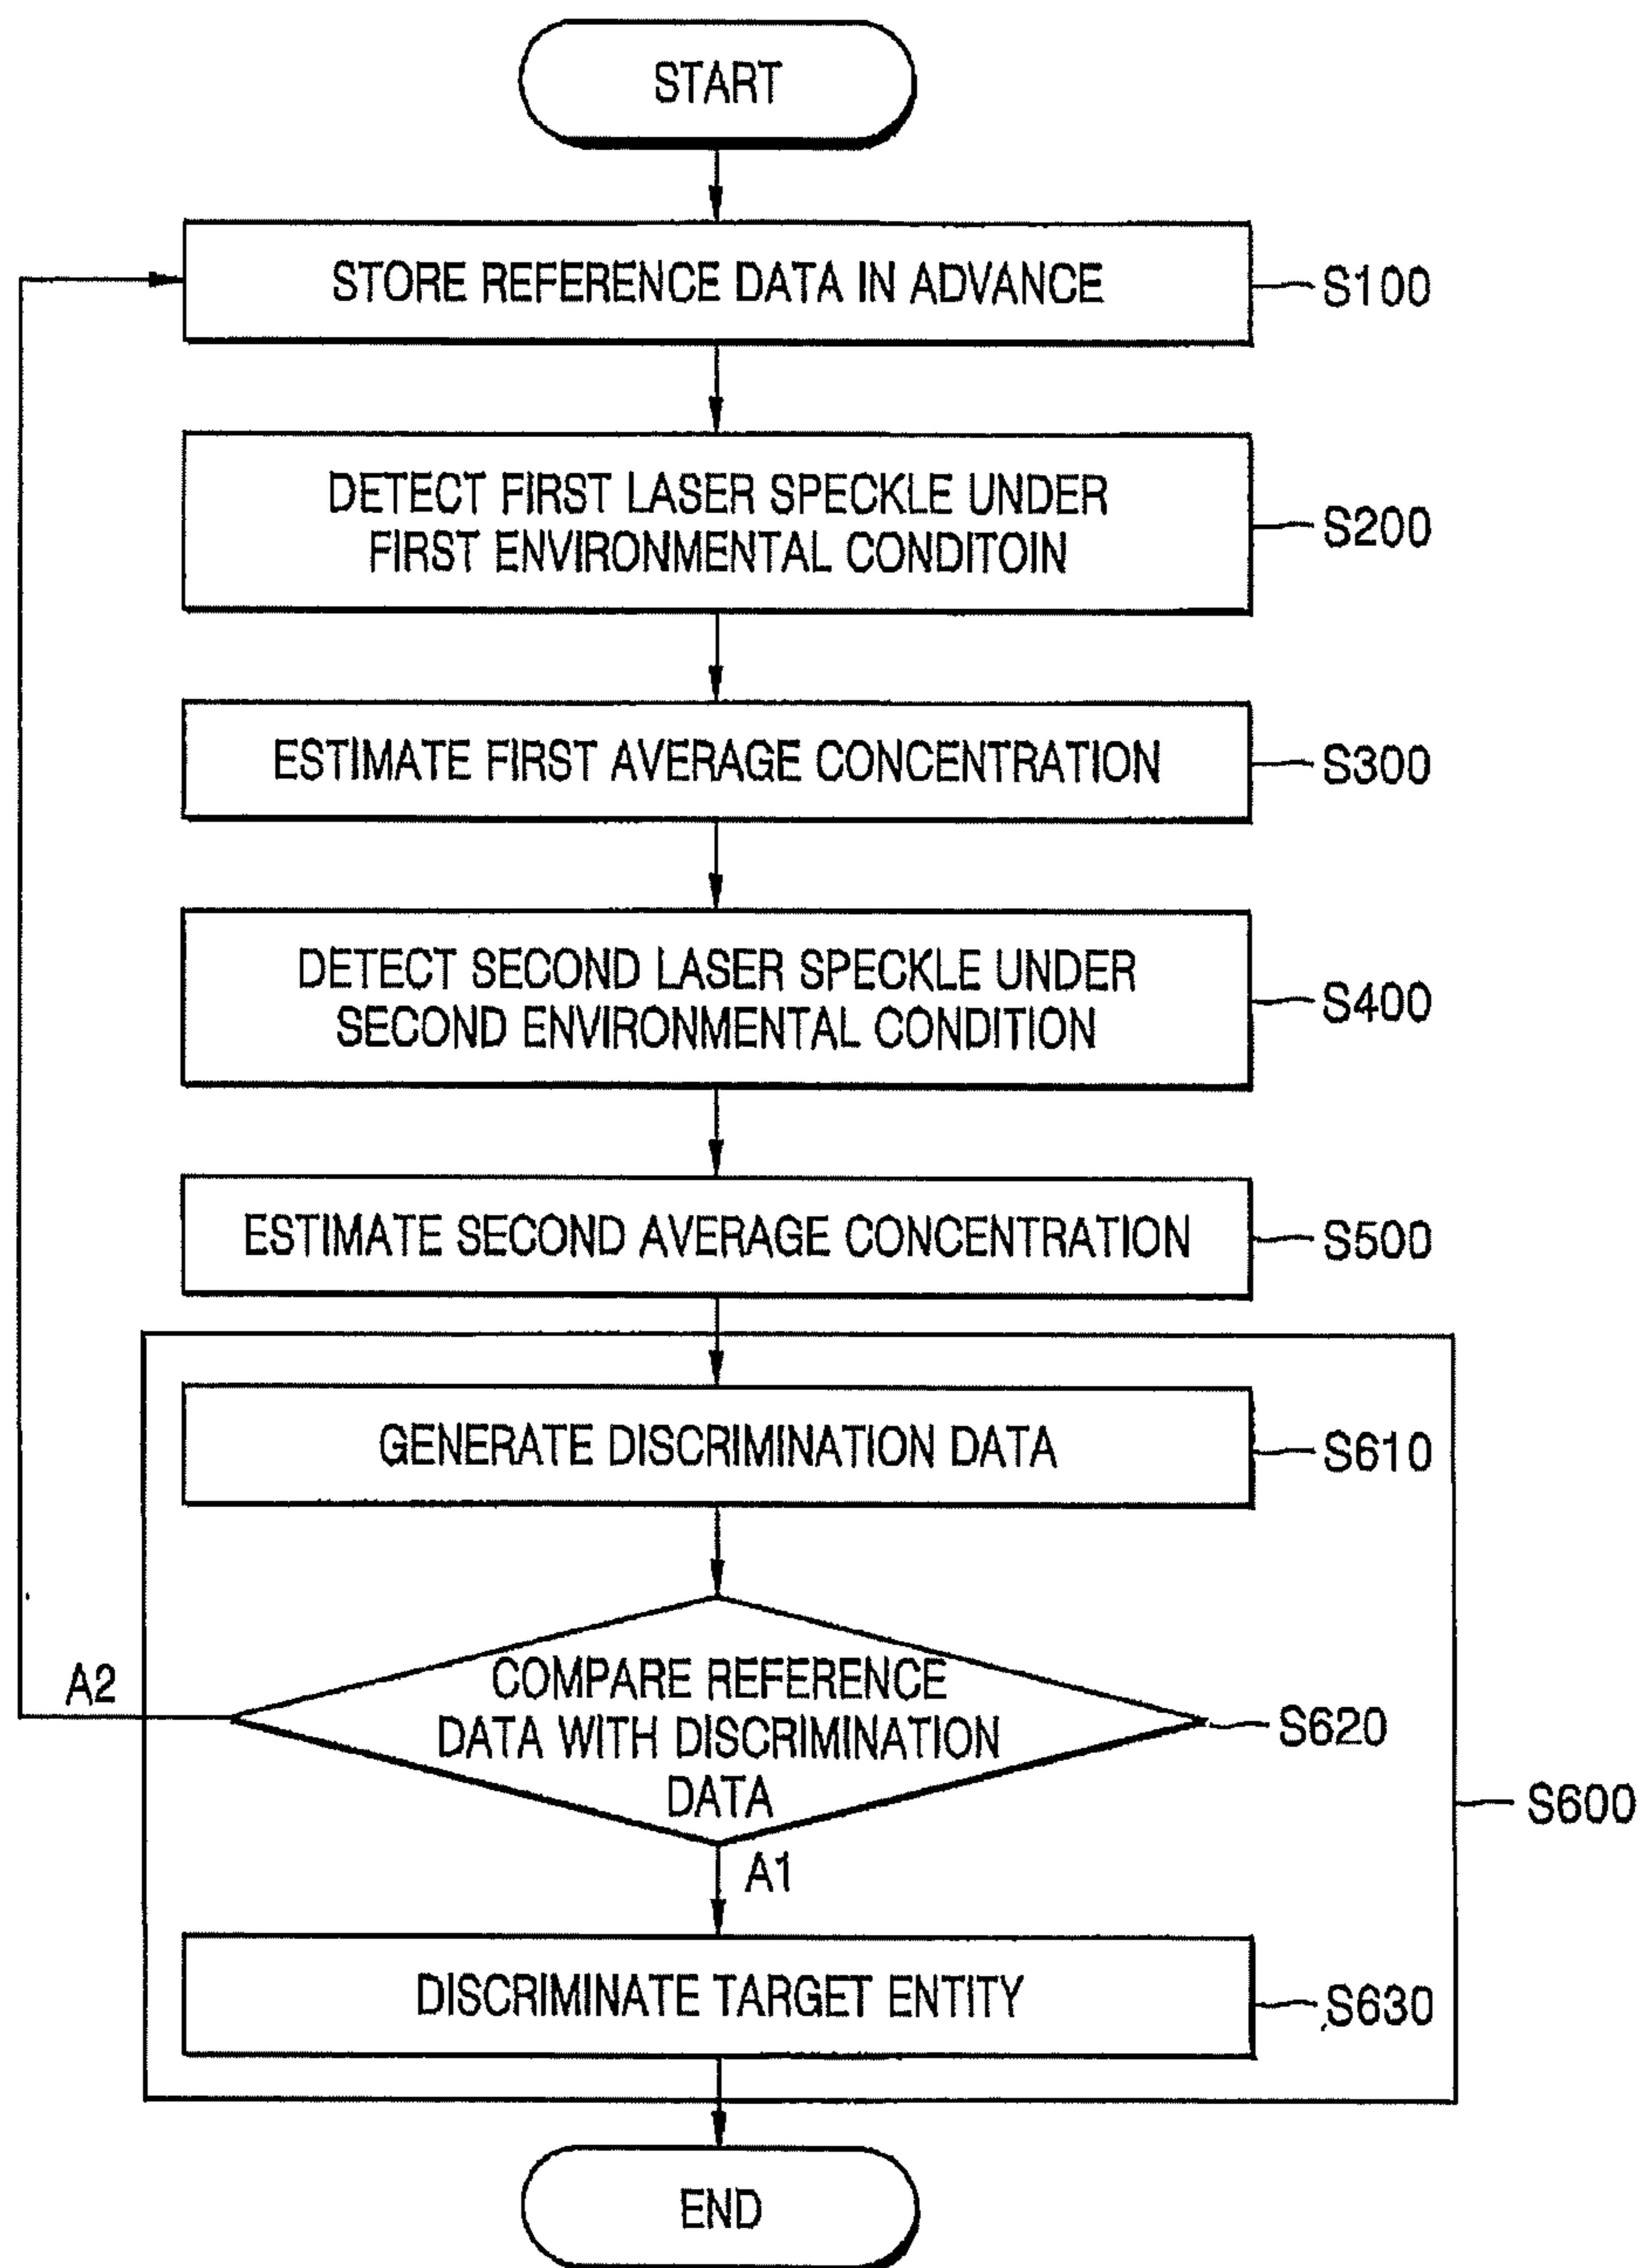 START
STORE REFERENCE DATA IN ADVANCE
S100
DETECT FIRST LASER SPECKLE UNDER
FIRST ENVIRONMENTAL CONDITOIN
S200
ESTIMATE FIRST AVERAGE CONCENTRATION
S300
DETECT SECOND LASER SPECKLE UNDER
SECOND ENVIRONMENTAL CONDITION
S400
ESTIMATE SECOND AVERAGE CONCENTRATION
S500
GENERATE DISCRIMINATION DATA
S610
A2
COMPARE REFERENCE
DATA WITH DISCRIMINATION
DATA
S620
S600
A1
DISCRIMINATE TARGET ENTITY
S630
END